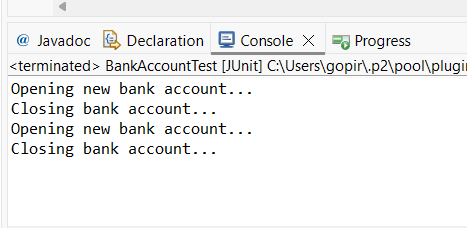 @ Javadoc Declaration Console Progress
<terminated> BankAccountTest [JUnit] C:\Users\gopir\.p2\pool\plugin
Opening new bank account...
Closing bank account...
Opening new bank account...
Closing bank account...